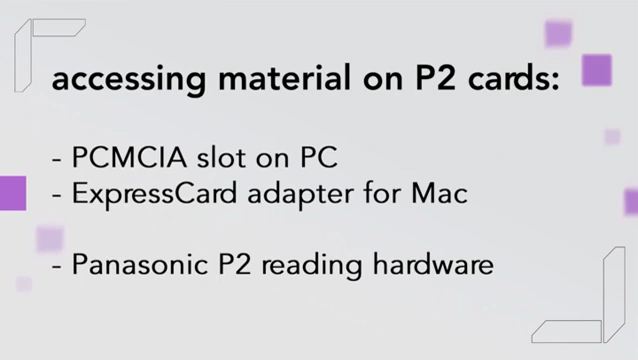 accessing material on P2 cards:
- PCMCIA slot on PC
- ExpressCard adapter for Mac
- Panasonic P2 reading hardware